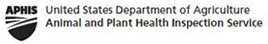 APHIS
United States Department of Agriculture
Animal and Plant Health Inspection Service